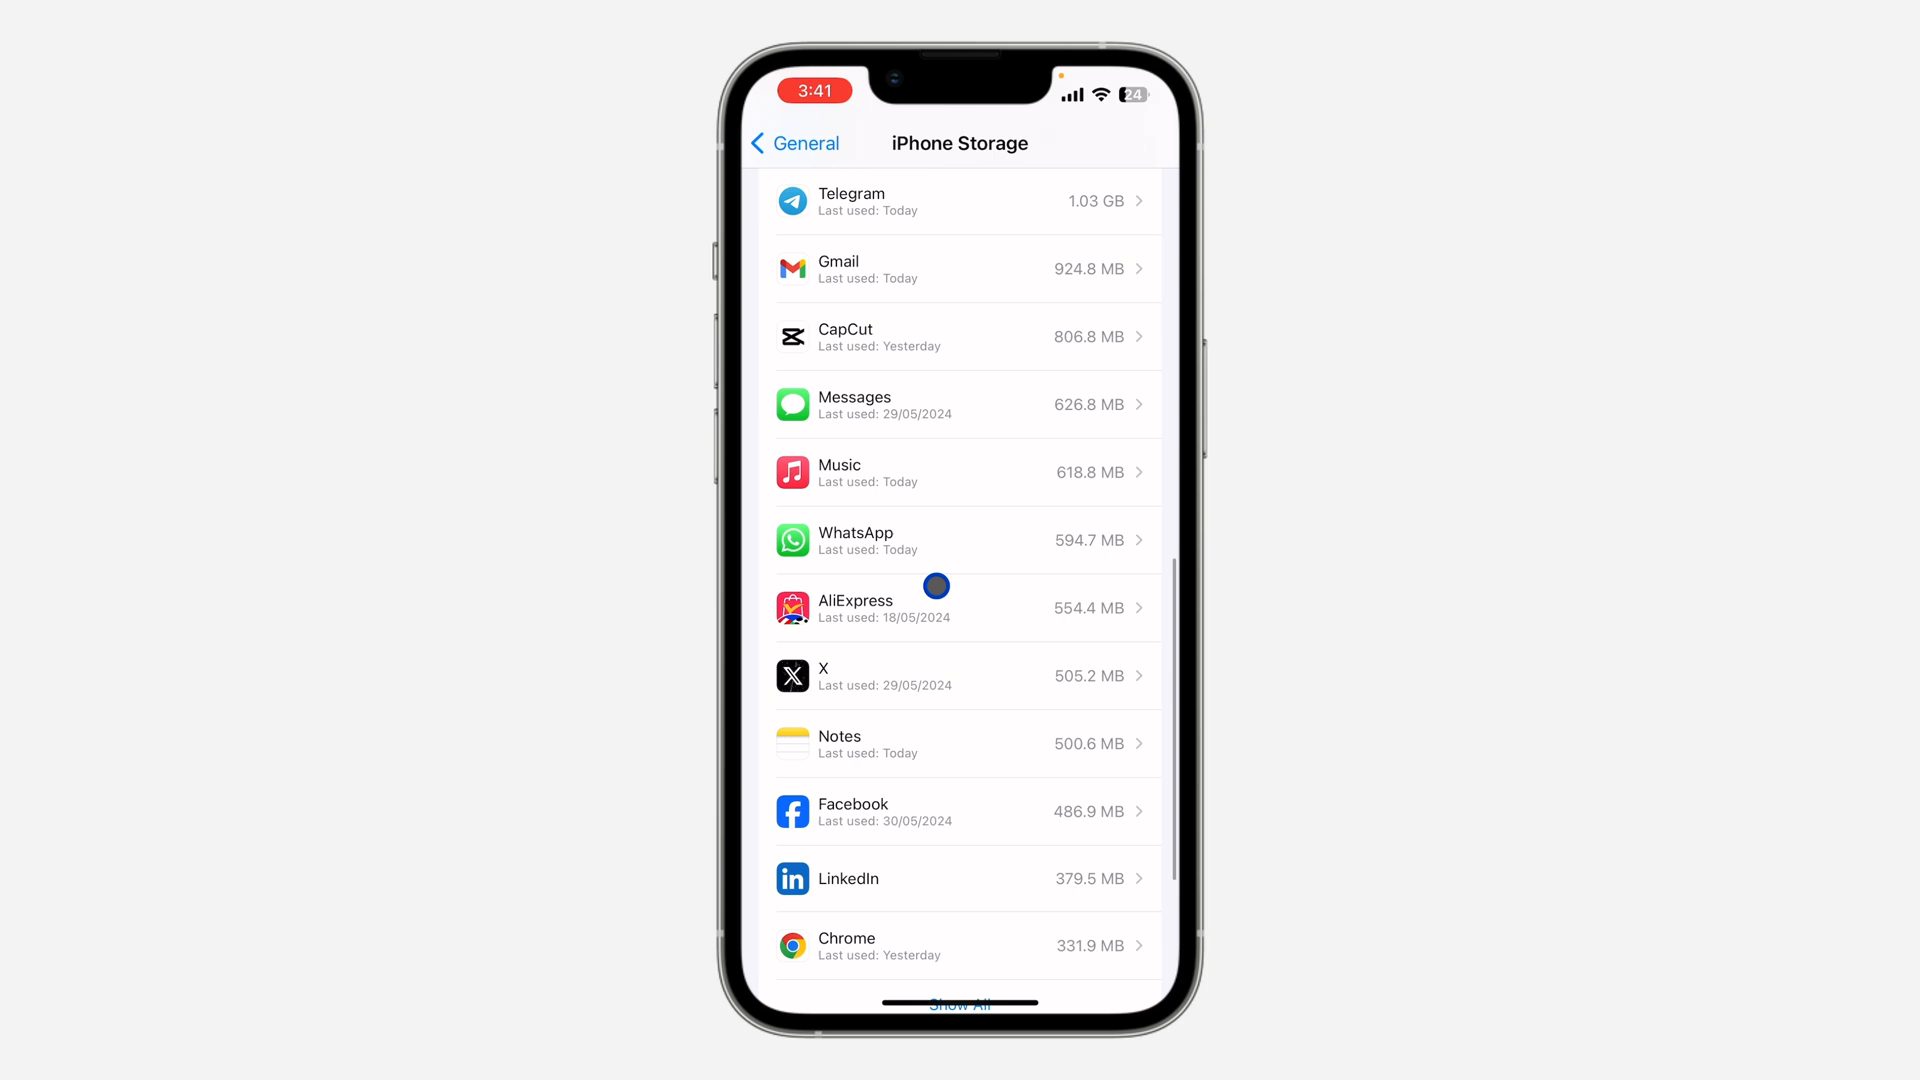 3:41
24
General
iPhone Storage
Telegram
Last used: Today
1.03 GB
Gmail
Last used: Today
924.8 MB
CapCut
Last used: Yesterday
806.8 MB
Messages
Last used: 29/05/2024
626.8 MB
Music
Last used: Today
618.8 MB
WhatsApp
Last used: Today
594.7 MB
AliExpress
Last used: 18/05/2024
554.4 MB
X
Last used: 29/05/2024
505.2 MB
Notes
Last used: Today
500.6 MB
Facebook
Last used: 30/05/2024
486.9 MB
in
LinkedIn
379.5 MB
Chrome
Last used: Yesterday
331.9 MB
Show All